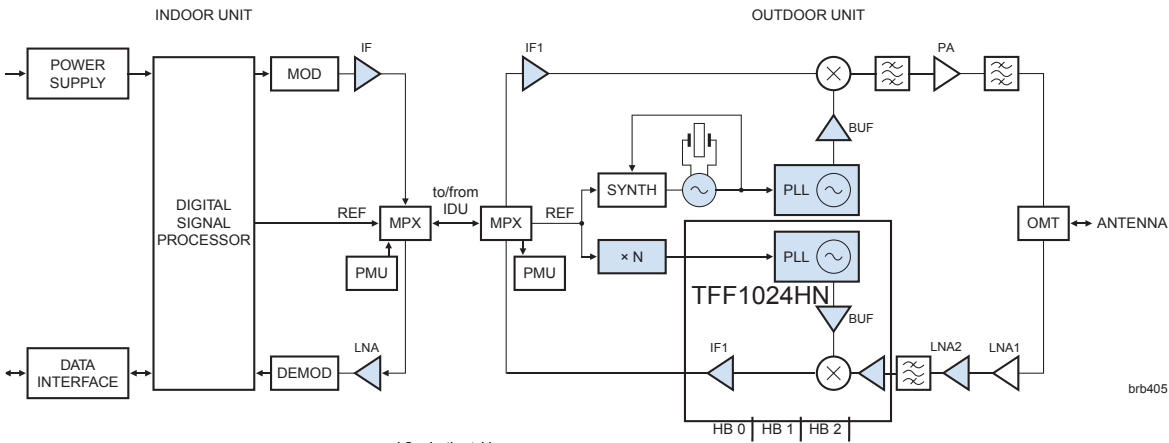 INDOOR UNIT
OUTDOOR UNIT
POWER
SUPPLY
MOD
IF
IF1
PA
BUF
SYNTH
PLL
DIGITAL
SIGNAL
PROCESSOR
REF
MPX
to/from
IDU
MPX
REF
OMT
ANTENNA
PMU
PMU
× N
PLL
TFF1024HN
BUF
DATA
INTERFACE
DEMOD
LNA
IF1
LNA2
LNA1
brb405
HB 0
HB 1
HB 2